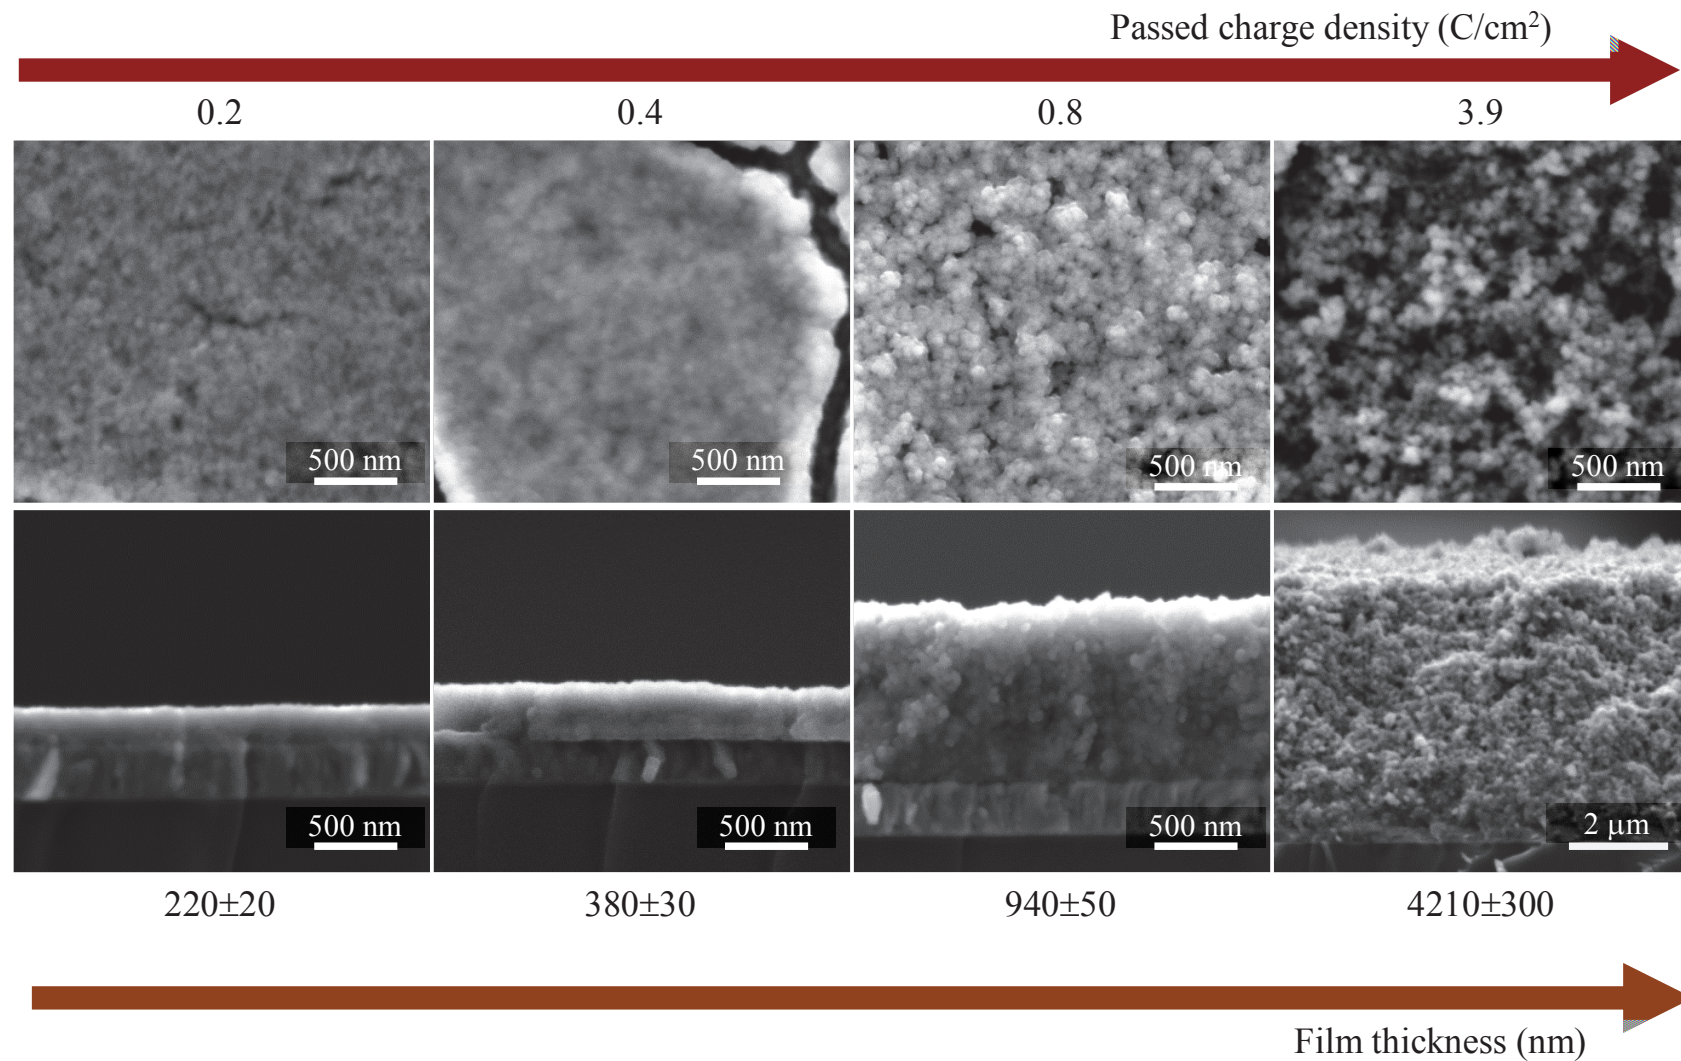 Passed charge density (C/cm²)
0.2 0.4 0.8 3.9
500 nm 500 nm 500 nm 500 nm
500 nm 500 nm 500 nm 2 µm
220±20 380±30 940±50 4210±300
Film thickness (nm)